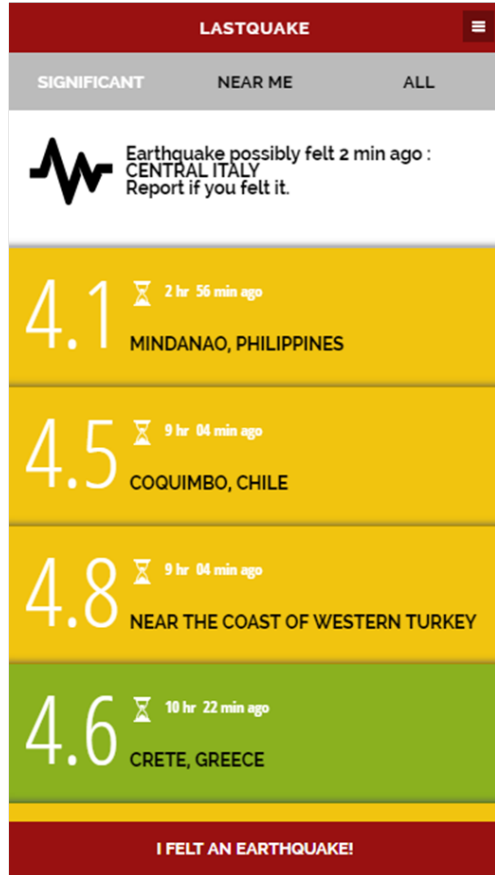 LASTQUAKE
SIGNIFICANT NEAR ME ALL
Earthquake possibly felt 2 min ago :
CENTRAL ITALY
Report if you felt it.
4.1
2 hr 56 min ago
MINDANAO, PHILIPPINES
4.5
9 hr 04 min ago
COQUIMBO, CHILE
4.8
9 hr 04 min ago
NEAR THE COAST OF WESTERN TURKEY
4.6
10 hr 22 min ago
CRETE, GREECE
I FELT AN EARTHQUAKE!